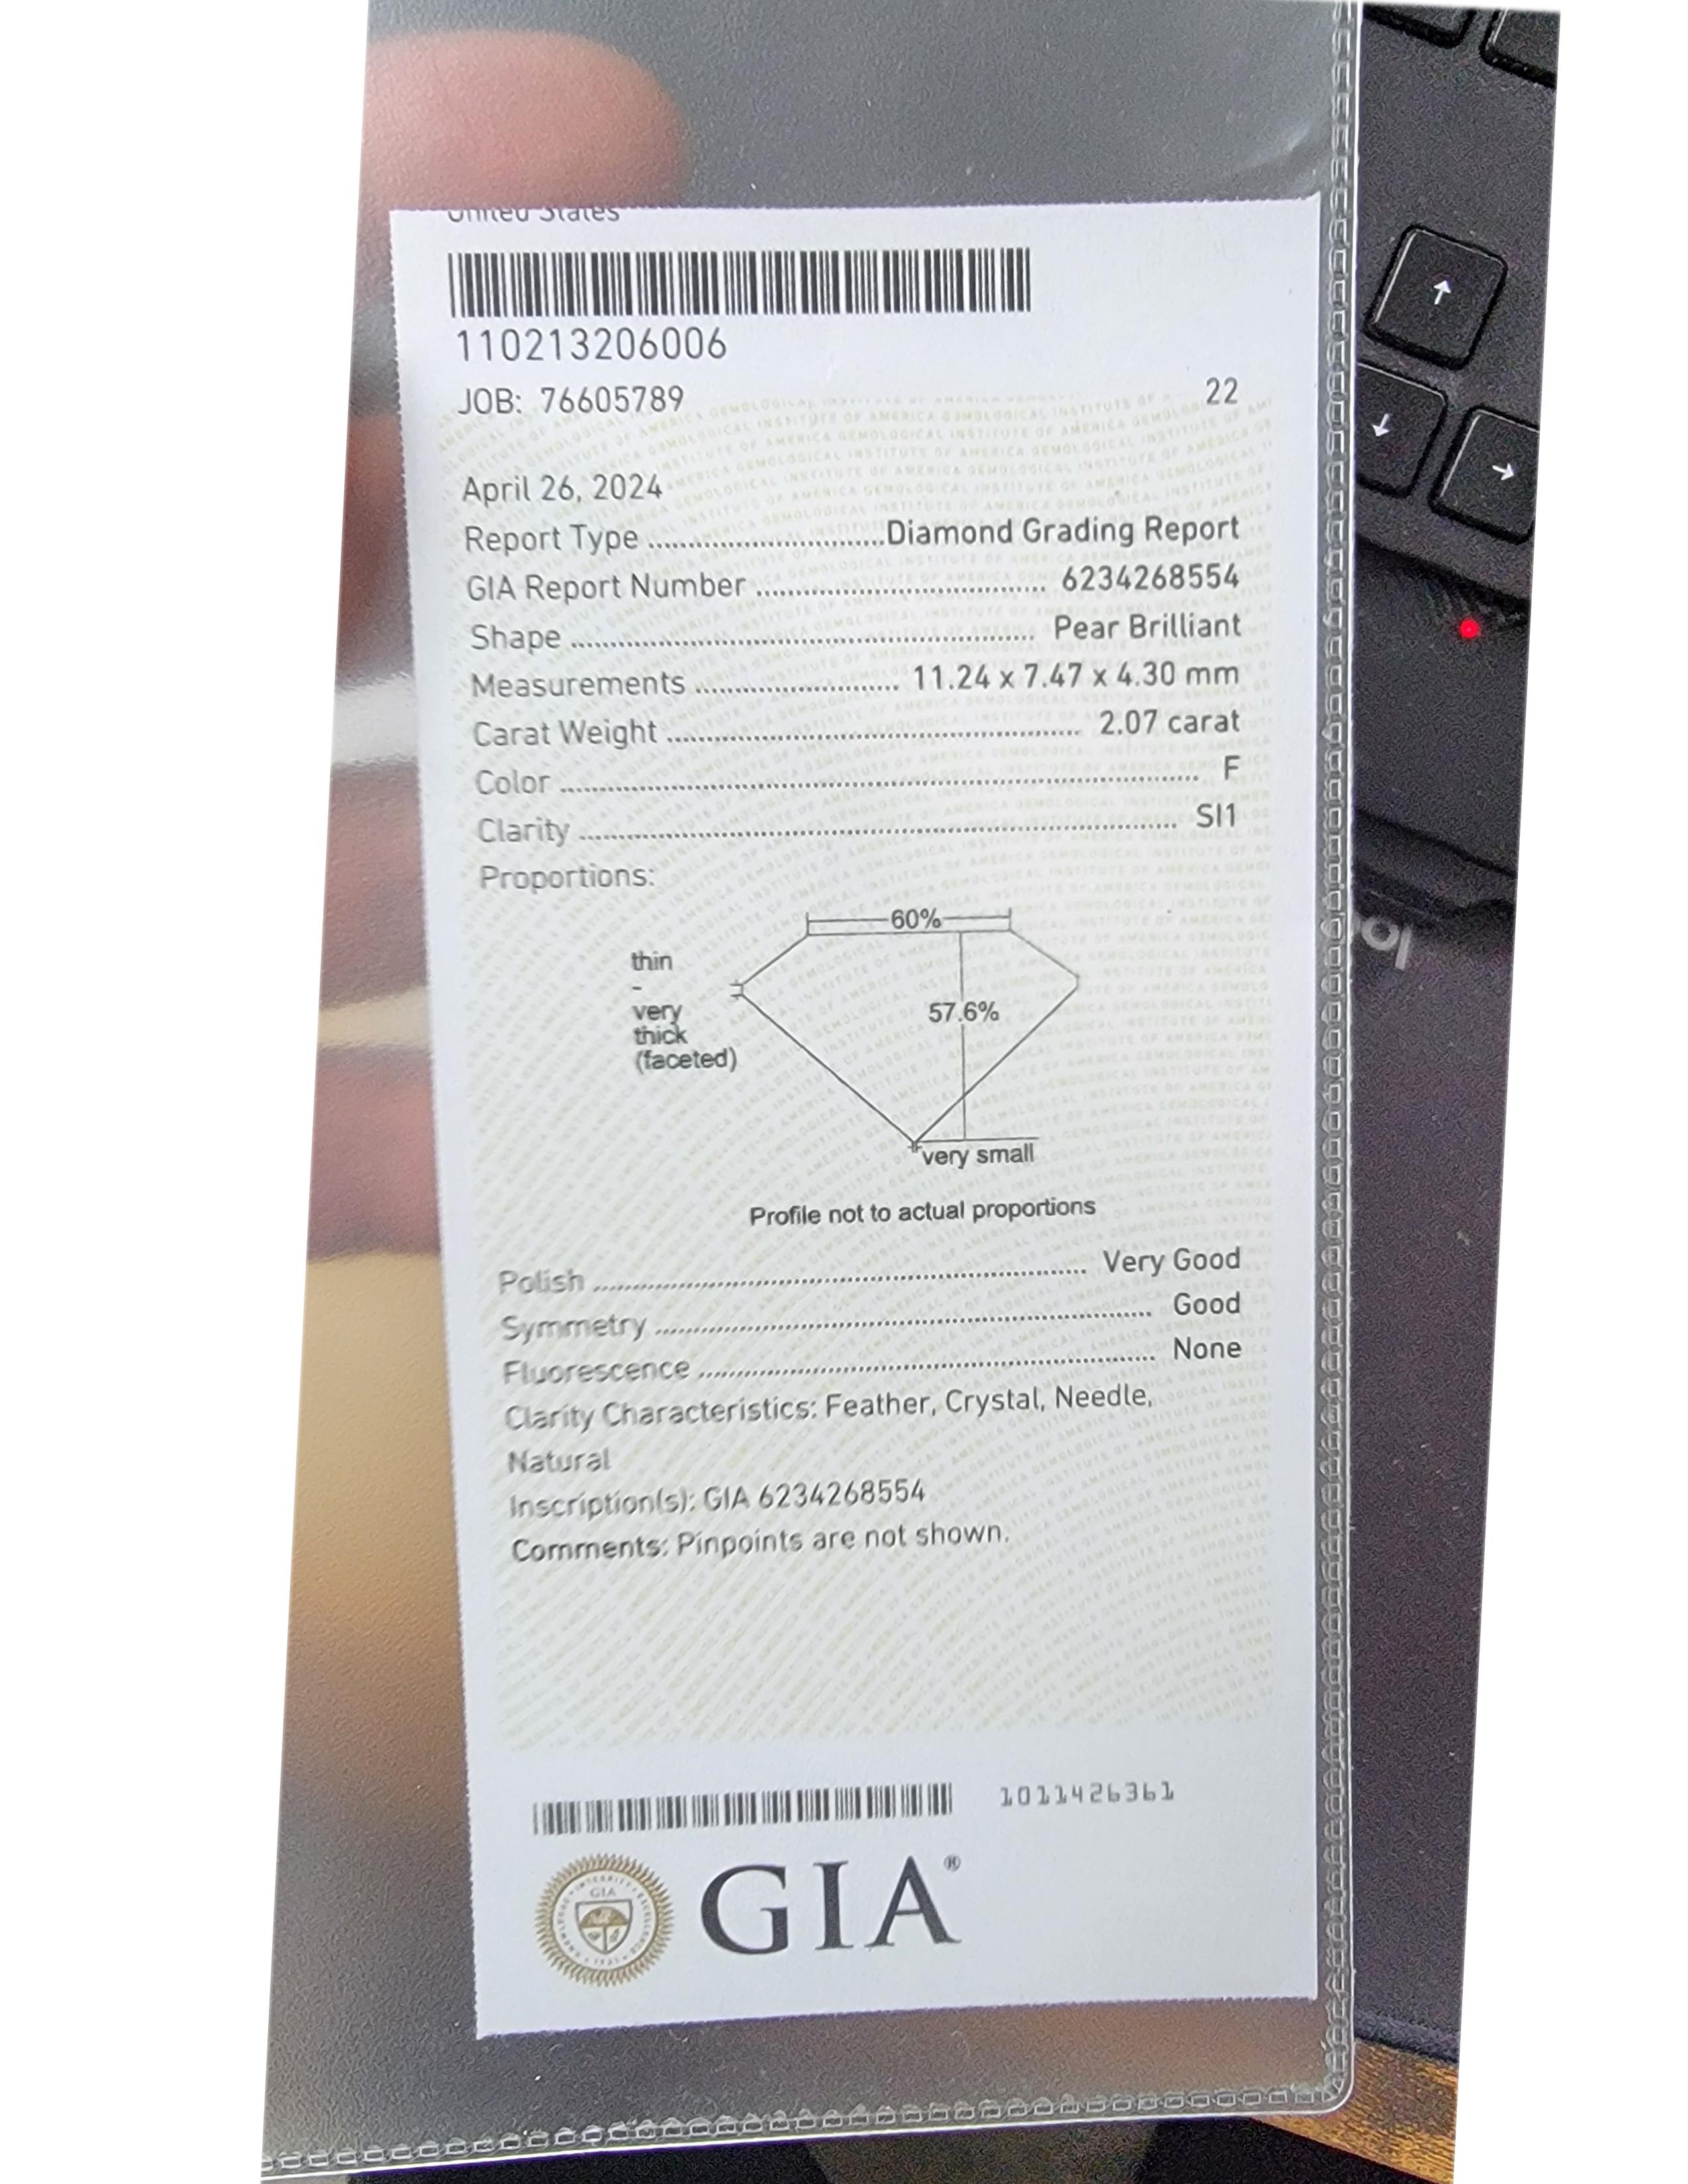 United States
110213206006
JOB: 76605789 22
April 26, 2024
Report Type ................................Diamond Grading Report
GIA Report Number ....................................... 6234268554
Shape ............................................................... Pear Brilliant
Measurements ............................ 11.24 x 7.47 x 4.30 mm
Carat Weight ......................................................... 2.07 carat
Color ....................................................................................... F
Clarity .................................................................................. SI1
Proportions:
60%
thin
-
very
thick
(faceted)
57.6%
very small
Profile not to actual proportions
Polish ..................................................................... Very Good
Symmetry ..................................................................... Good
Fluorescence ............................................................... None
Clarity Characteristics: Feather, Crystal, Needle,
Natural
Inscription(s): GIA 6234268554
Comments: Pinpoints are not shown.
1011426361
GIA
GIA®